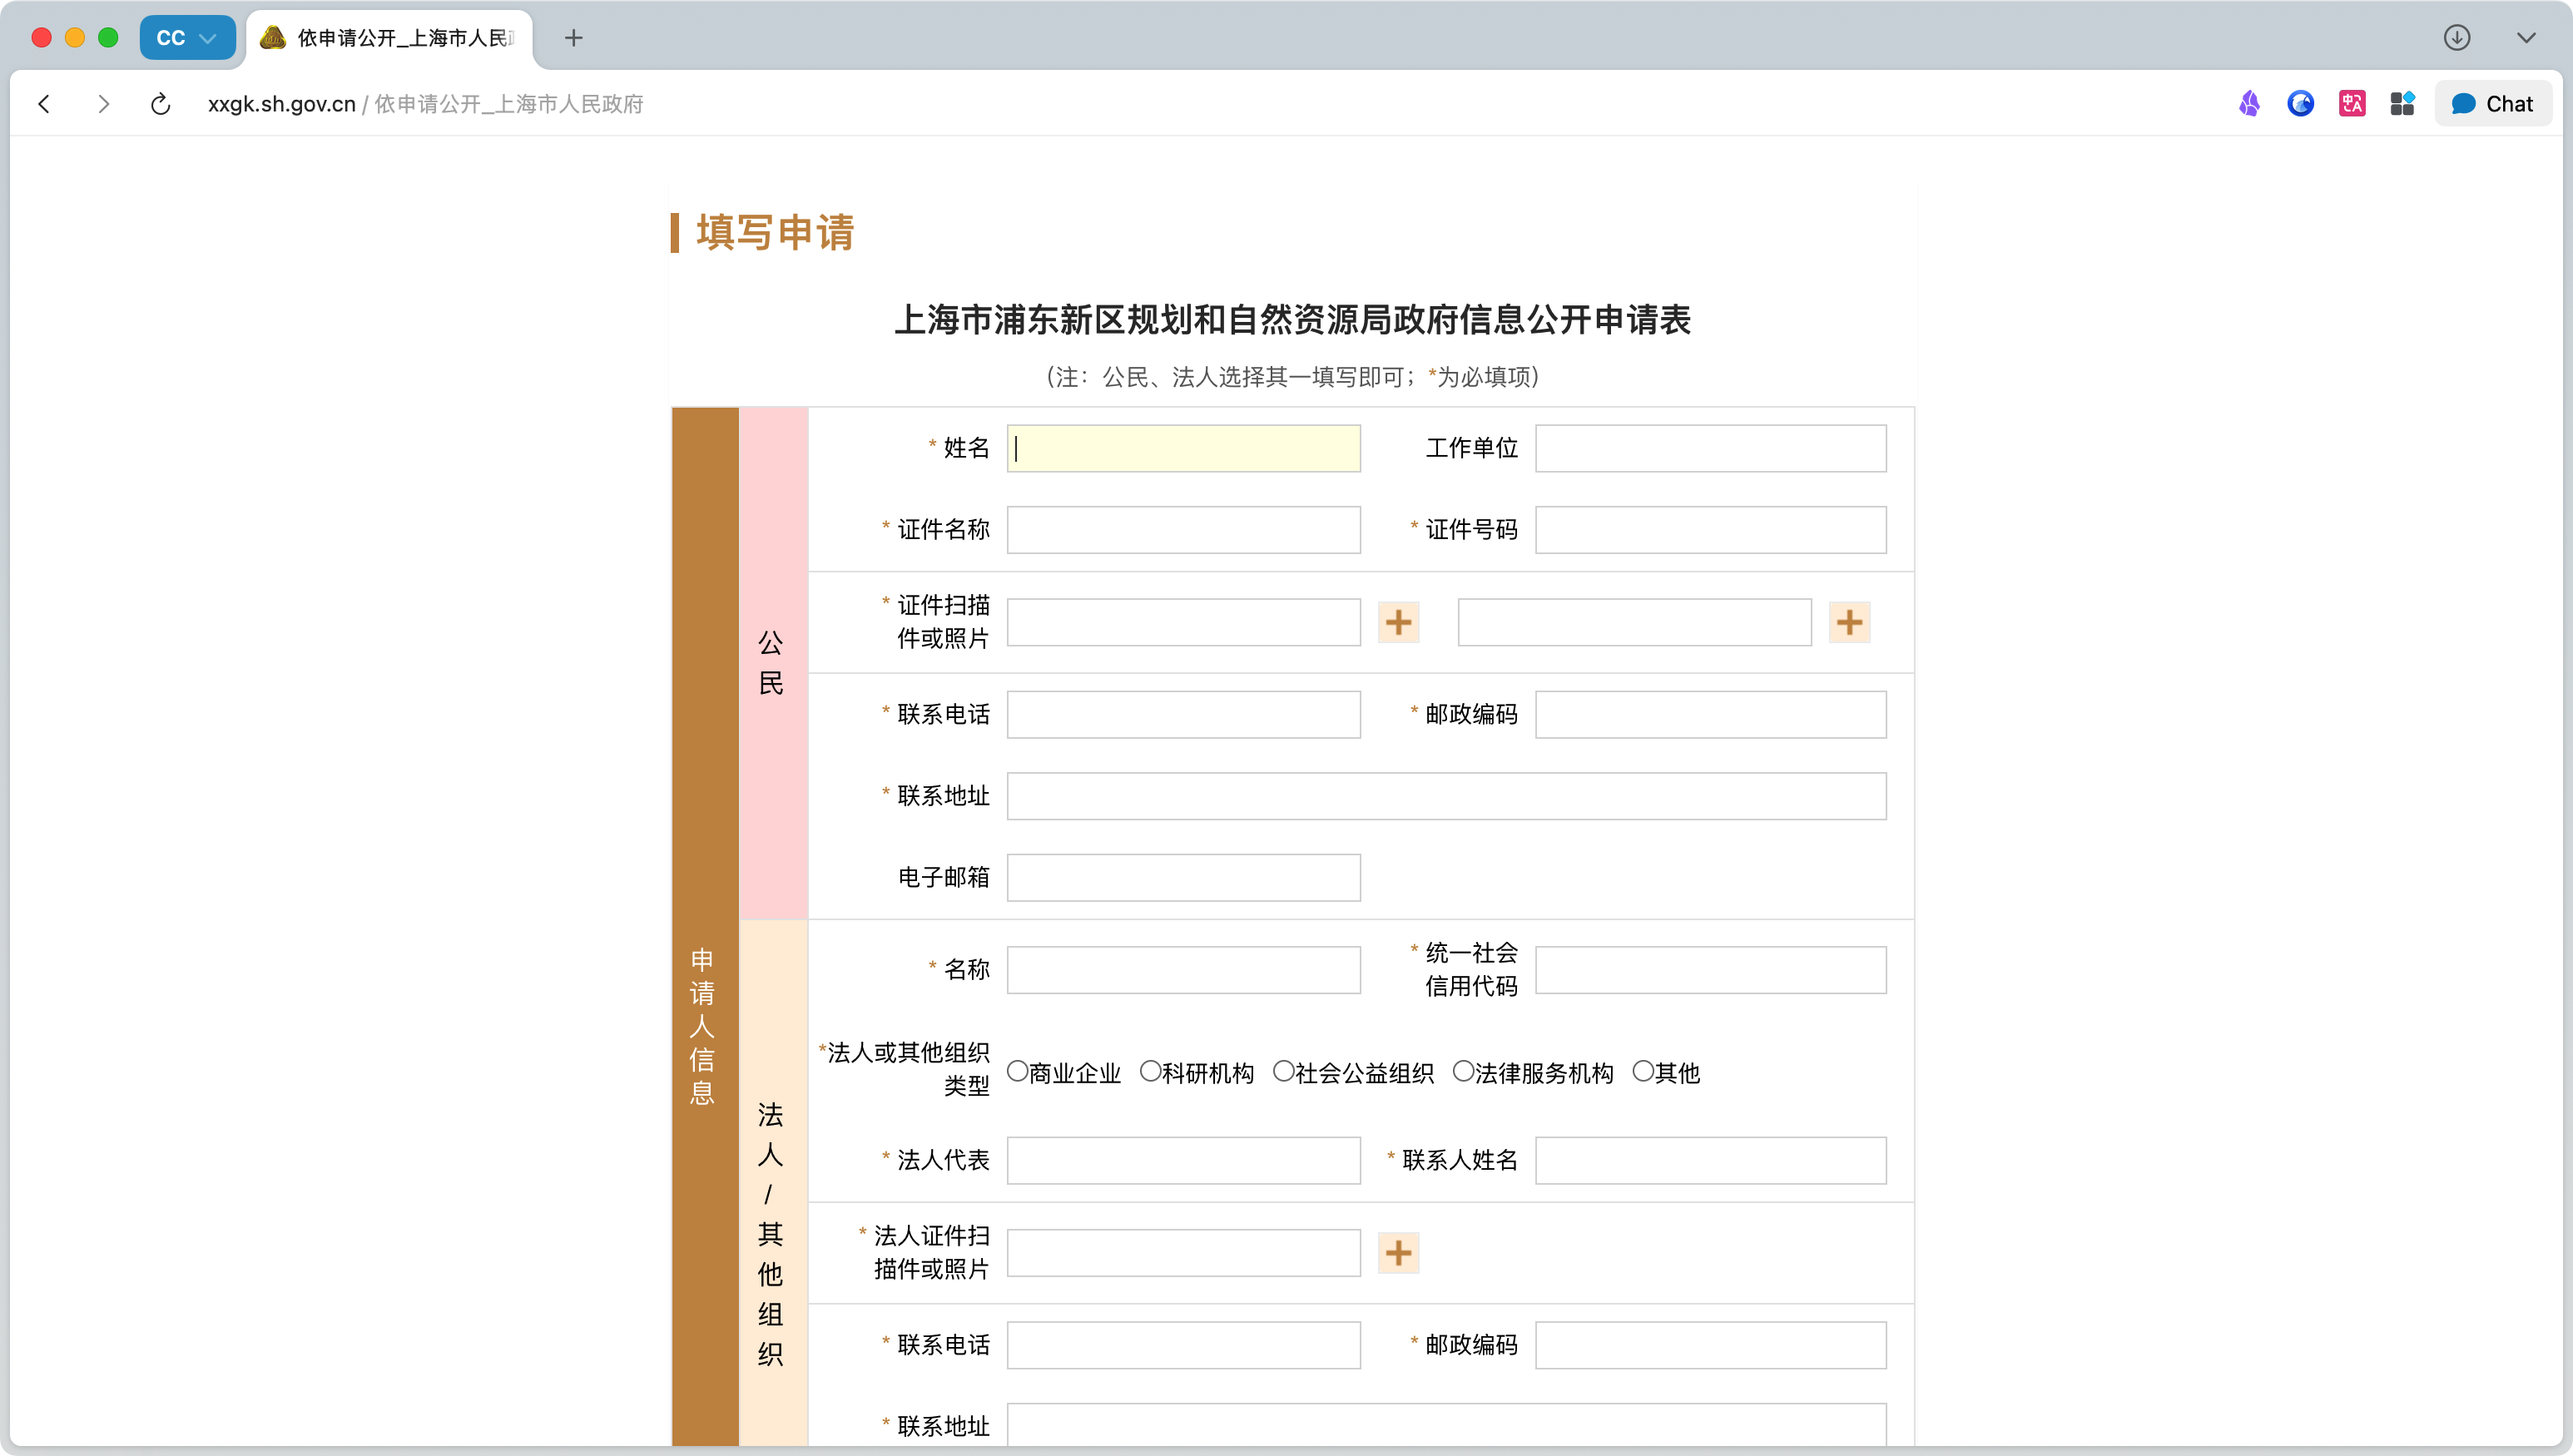 CC
依申请公开_上海市人民
xxgk.sh.gov.cn / 依申请公开_上海市人民政府
Chat
填写申请
上海市浦东新区规划和自然资源局政府信息公开申请表
(注：公民、法人选择其一填写即可；*为必填项)
申请人信息
公民
* 姓名
工作单位
* 证件名称
* 证件号码
* 证件扫描
件或照片
* 联系电话
* 邮政编码
* 联系地址
电子邮箱
法人/其他组织
* 名称
* 统一社会
信用代码
*法人或其他组织
类型
商业企业 科研机构 社会公益组织 法律服务机构 其他
* 法人代表
* 联系人姓名
* 法人证件扫
描件或照片
* 联系电话
* 邮政编码
* 联系地址